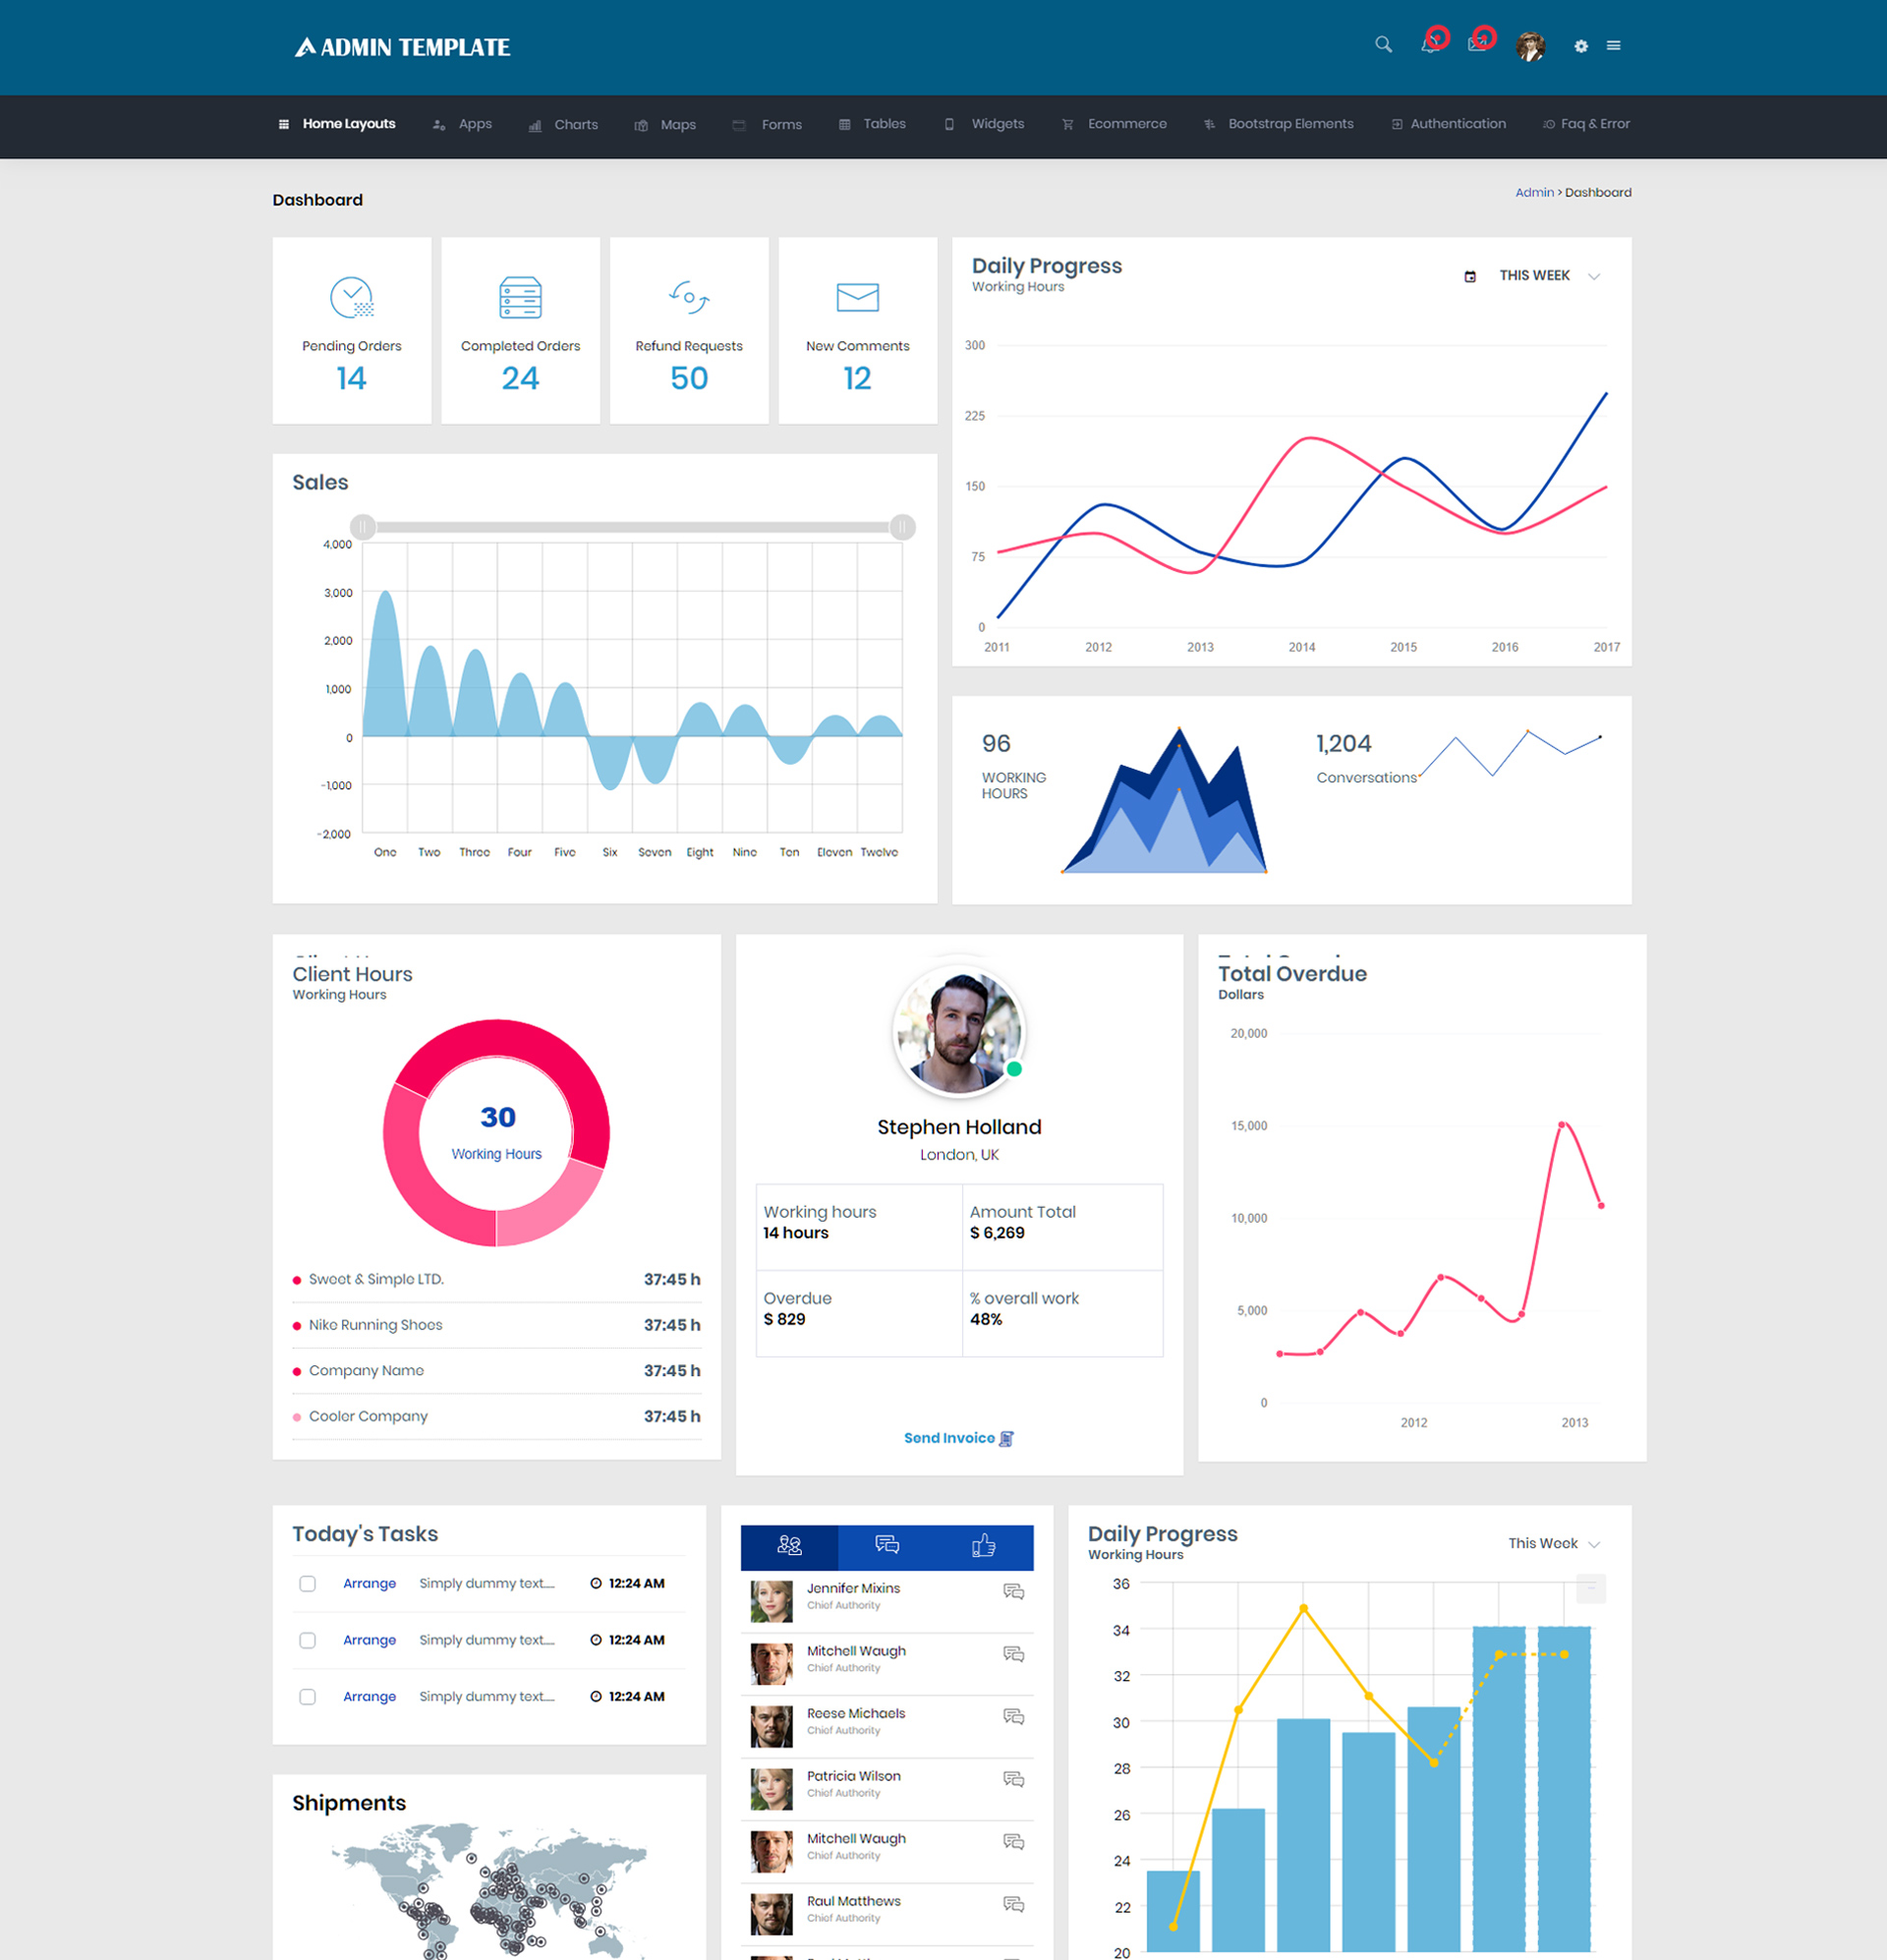 ADMIN TEMPLATE
Home Layouts Apps Charts Maps Forms Tables Widgets Ecommerce Bootstrap Elements Authentication Faq & Error
Dashboard
Admin > Dashboard
Pending Orders
14
Completed Orders
24
Refund Requests
50
New Comments
12
Daily Progress
Working Hours
THIS WEEK
300
225
150
75
0
2011 2012 2013 2014 2015 2016 2017
Sales
4,000
3,000
2,000
1,000
0
-1,000
-2,000
One Two Three Four Five Six Seven Eight Nine Ten Eleven Twelve
96
WORKING
HOURS
1,204
Conversations
Client Hours
Working Hours
30
Working Hours
Sweet & Simple LTD. 37:45 h
Nike Running Shoes 37:45 h
Company Name 37:45 h
Cooler Company 37:45 h
Stephen Holland
London, UK
Working hours
14 hours
Amount Total
$ 6,269
Overdue
$ 829
% overall work
48%
Send Invoice
Total Overdue
Dollars
20,000
15,000
10,000
5,000
0
2012 2013
Today's Tasks
Arrange Simply dummy text.... 12:24 AM
Arrange Simply dummy text.... 12:24 AM
Arrange Simply dummy text.... 12:24 AM
Shipments
Jennifer Mixins
Chief Authority
Mitchell Waugh
Chief Authority
Reese Michaels
Chief Authority
Patricia Wilson
Chief Authority
Mitchell Waugh
Chief Authority
Raul Matthews
Chief Authority
Daily Progress
Working Hours
This Week
36
34
32
30
28
26
24
22
20